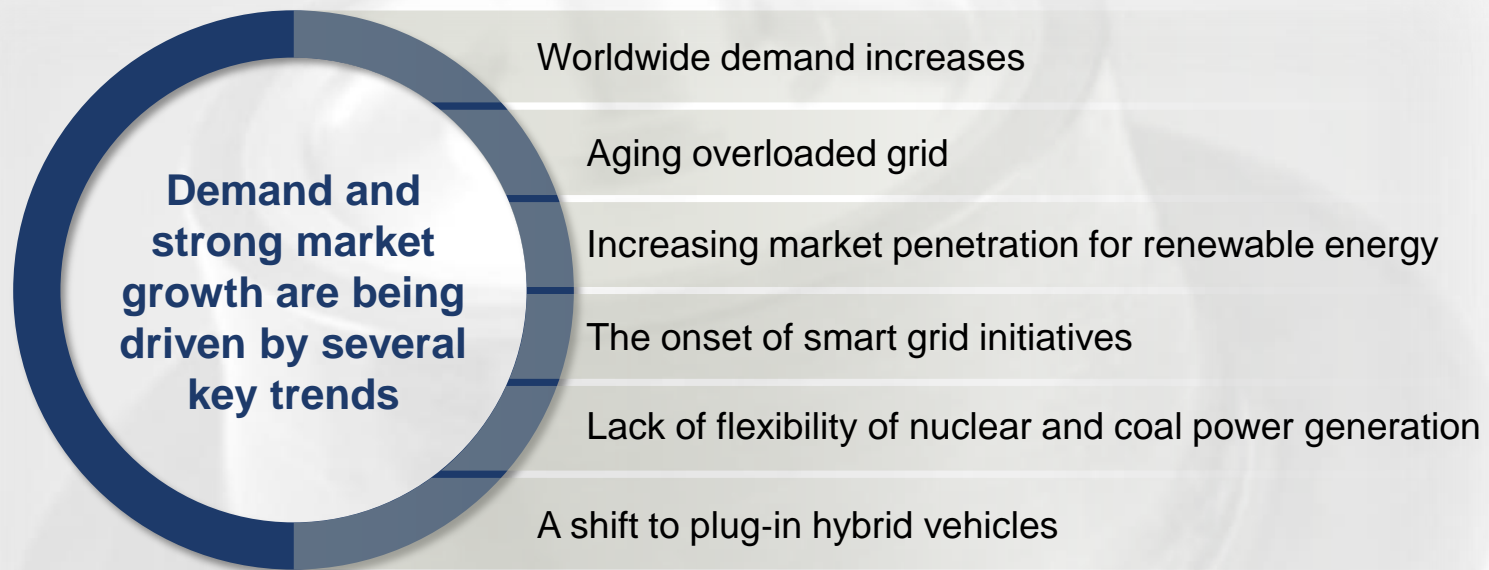 Demand and
strong market
growth are being
driven by several
key trends
Worldwide demand increases
Aging overloaded grid
Increasing market penetration for renewable energy
The onset of smart grid initiatives
Lack of flexibility of nuclear and coal power generation
A shift to plug-in hybrid vehicles